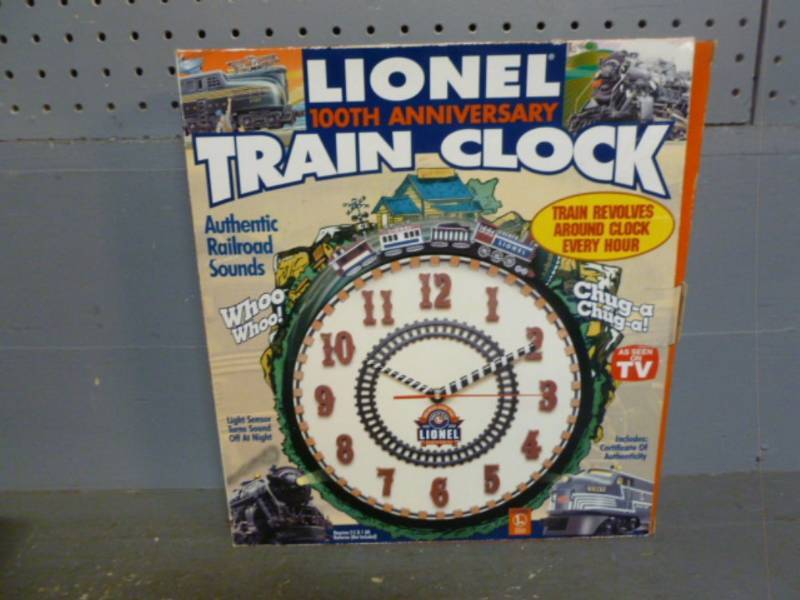 LIONEL
100TH ANNIVERSARY
TRAIN CLOCK
TRAIN REVOLVES
AROUND CLOCK
EVERY HOUR
Authentic
Railroad
Sounds
LIONEL
Whoo
Whoo!
Chug-a
Chug-a!
AS SEEN
ON
TV
12
1
2
3
4
5
6
7
8
9
10
11
LIONEL
Light Sensor
Turns Sound
Off At Night
Includes:
Certificate Of
Authenticity